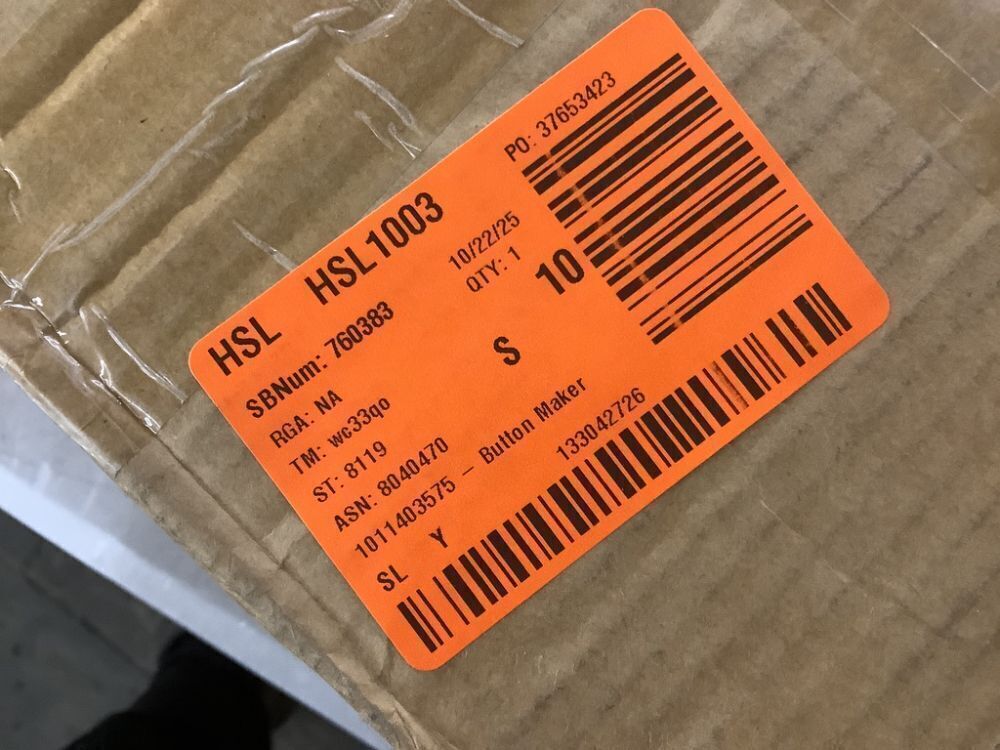 HSL HSL1003
SBNum: 760383 10/22/25 PO: 37653423
RGA: NA QTY: 1
TM: wc33qo 10
ST: 8119 S
ASN: 8040470
1011403575 - Button Maker
SL Y 133042726